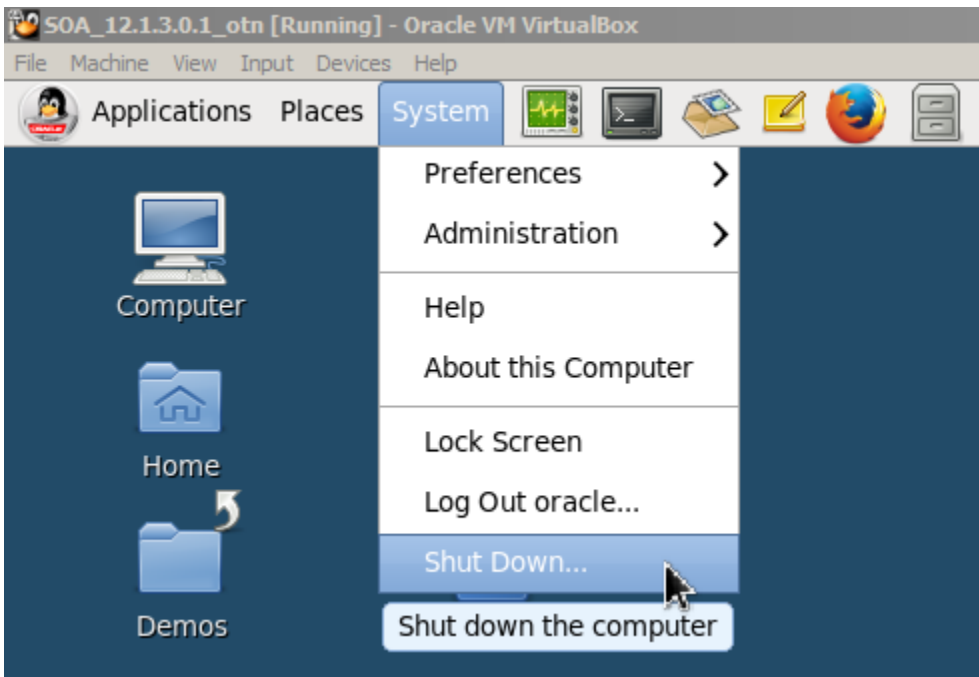 SOA_12.1.3.0.1_otn [Running] - Oracle VM VirtualBox
File Machine View Input Devices Help
Applications Places System
Preferences
Administration
Help
About this Computer
Lock Screen
Log Out oracle...
Shut Down...
Shut down the computer
Computer
Home
Demos